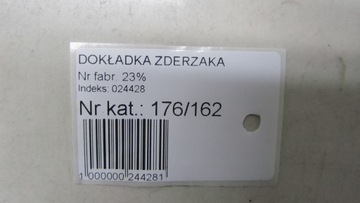 DOKŁADKA ZDERZAKA
Nr fabr. 23%
Indeks: 024428
Nr kat.: 176/162
1 000000 244281